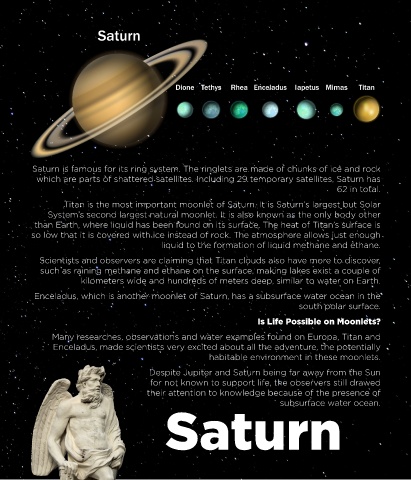 Saturn
Dione Tethys Rhea Enceladus Iapetus Mimas Titan
Saturn is famous for its ring system. The ringlets are made of chunks of ice and rock
which are parts of shattered satellites. Including 29 temporary satellites, Saturn has
62 in total.
Titan is the most important moonlet of Saturn. It is Saturn's largest but Solar
System's second largest natural moonlet. It is also known as the only body other
than Earth, where liquid has been found on its surface. The heat of Titan's surface is
so low that it is covered with ice instead of rock. The atmosphere allows just enough
liquid to the formation of liquid methane and ethane.
Scientists and observers are claiming that Titan clouds also have more to discover,
such as raining methane and ethane on the surface, making lakes exist a couple of
kilometers wide and hundreds of meters deep, similar to water on Earth.
Enceladus, which is another moonlet of Saturn, has a subsurface water ocean in the
south polar surface.
Is Life Possible on Moonlets?
Many researches, observations and water examples found on Europa, Titan and
Enceladus, made scientists very excited about all the adventure, the potentially
habitable environment in these moonlets.
Despite Jupiter and Saturn being far away from the Sun
for not known to support life, the observers still drawed
their attention to knowledge because of the presence of
subsurface water ocean.
Saturn